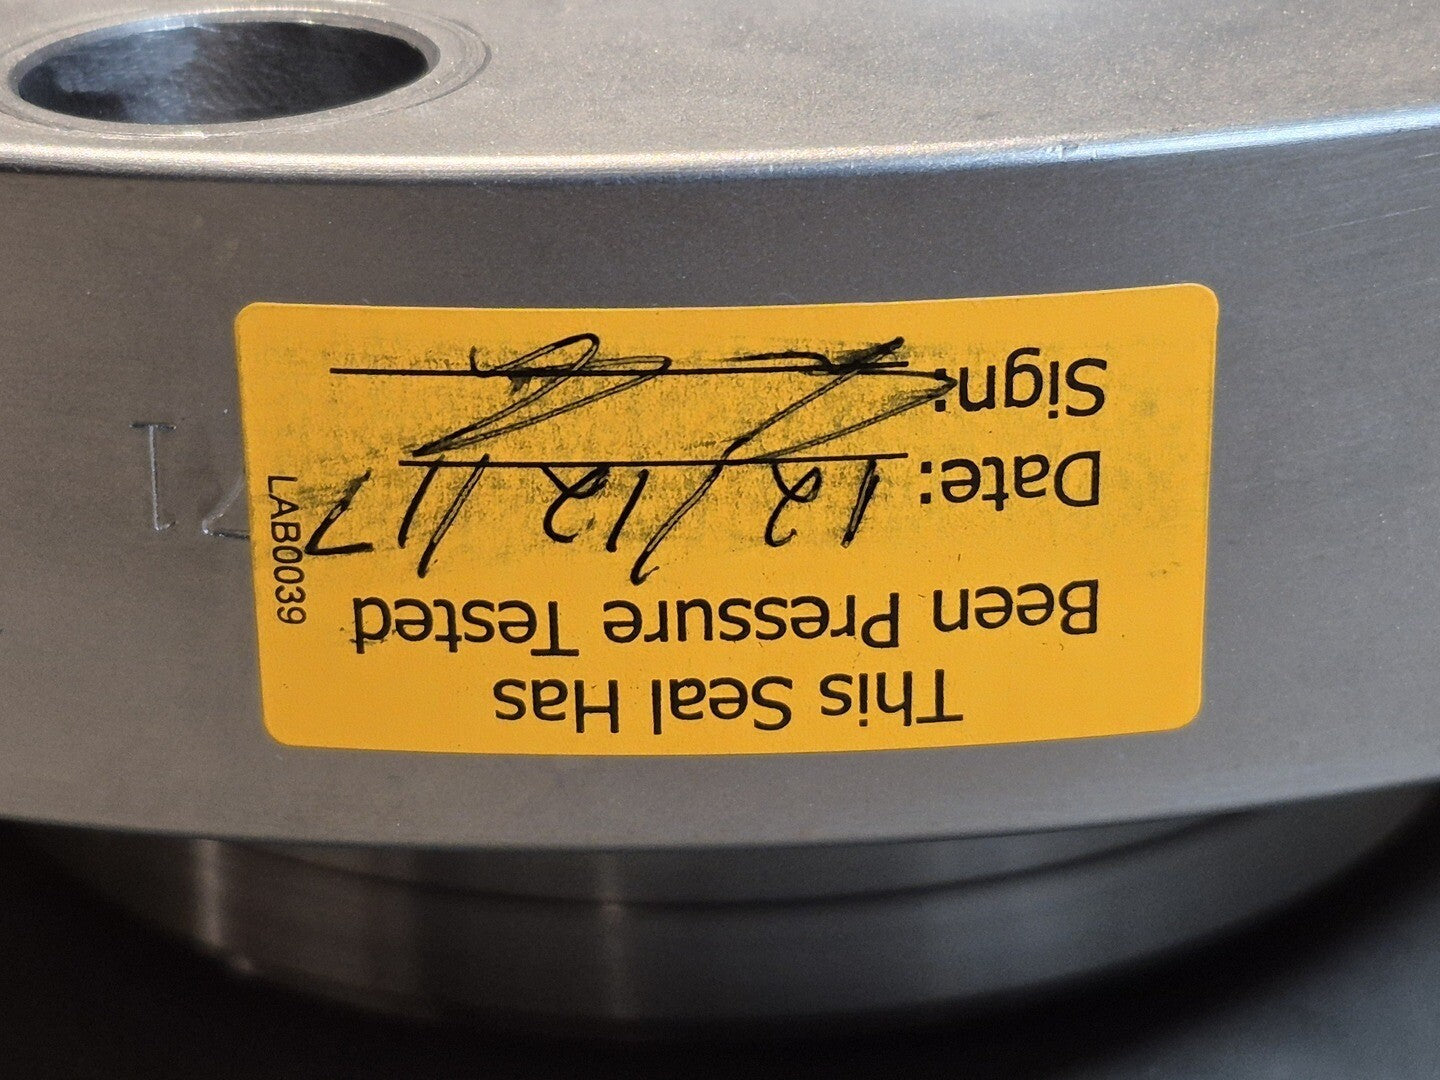 This Seal Has
Been Pressure Tested
Date: 12/12/17
Sign:
LAB0039